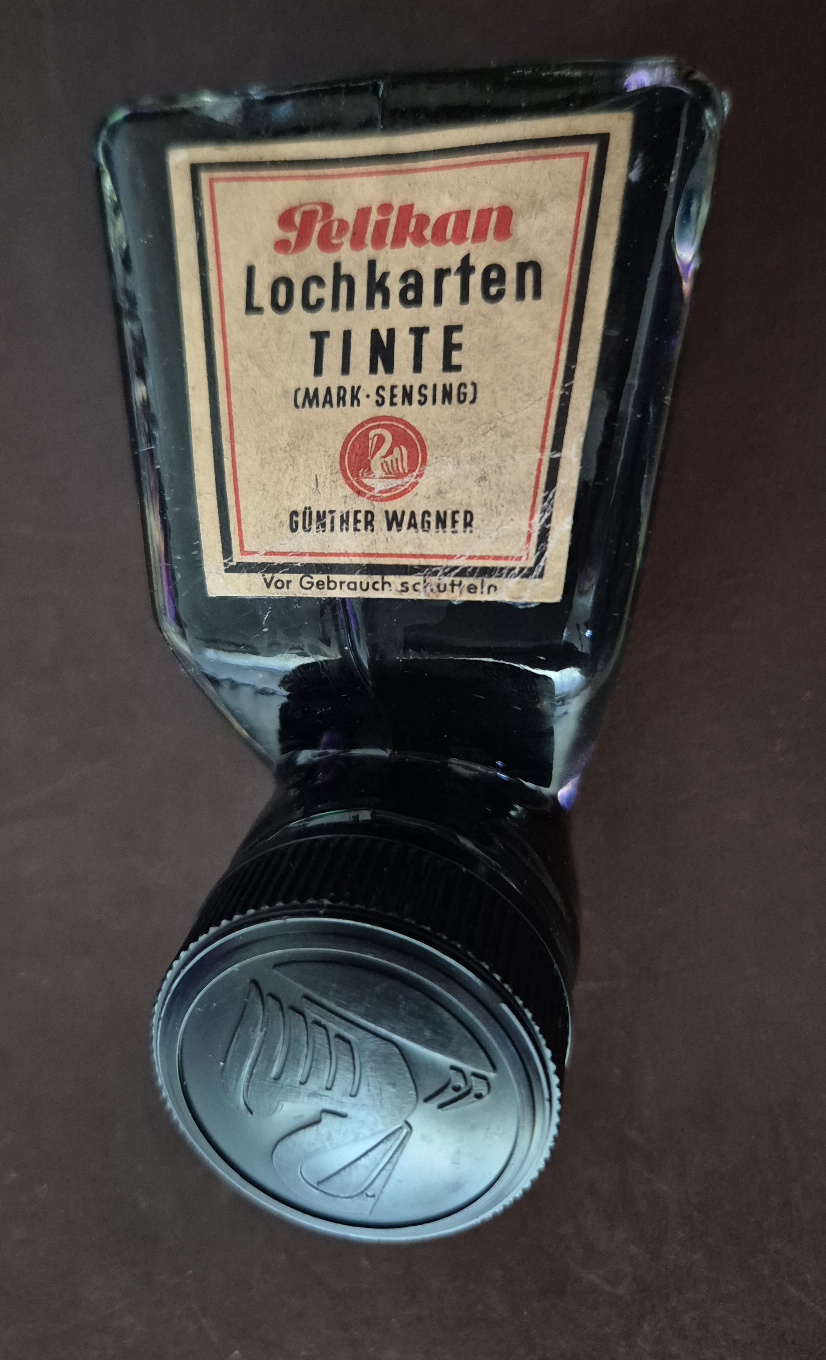 Pelikan
Lochkarten
TINTE
(MARK·SENSING)
GÜNTHER WAGNER
Vor Gebrauch schütteln